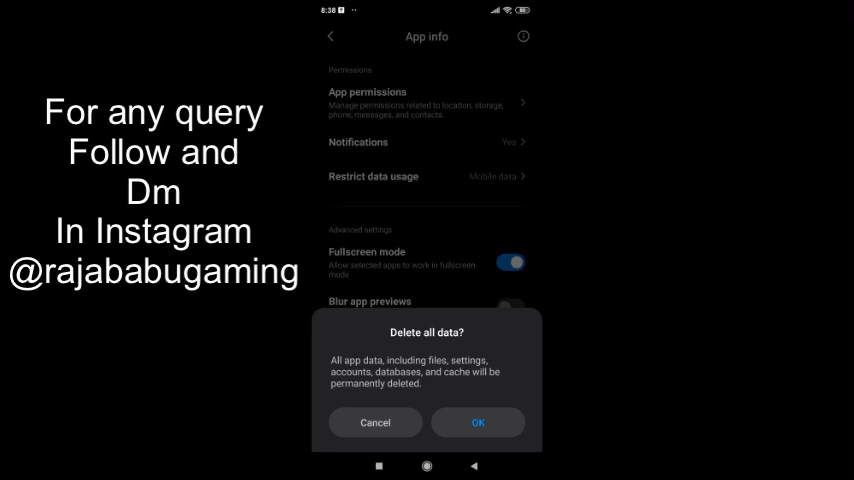 For any query
Follow and
Dm
In Instagram
@rajababugaming
8:38
App info
Permissions
App permissions
Manage permissions related to location, storage,
phone, messages, and contacts.
Notifications Yes
Restrict data usage Mobile data
Advanced settings
Fullscreen mode
Allow selected apps to work in fullscreen
mode
Blur app previews
Delete all data?
All app data, including files, settings,
accounts, databases, and cache will be
permanently deleted.
Cancel OK